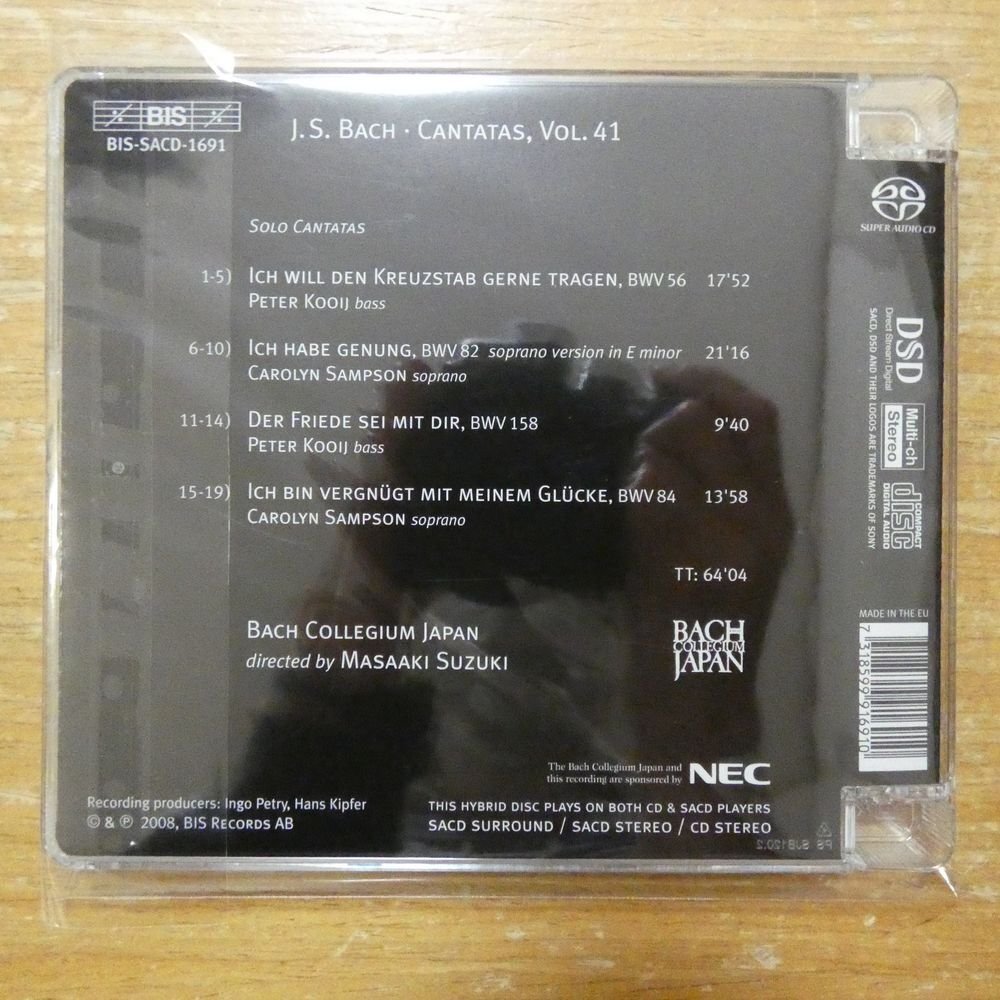 BIS
BIS-SACD-1691
J. S. Bach · Cantatas, Vol. 41
Solo Cantatas
1-5) Ich will den Kreuzstab gerne tragen, BWV 56 17'52
Peter Kooij bass
6-10) Ich habe genung, BWV 82 soprano version in E minor 21'16
Carolyn Sampson soprano
11-14) Der Friede sei mit dir, BWV 158 9'40
Peter Kooij bass
15-19) Ich bin vergnügt mit meinem Glücke, BWV 84 13'58
Carolyn Sampson soprano
TT: 64'04
Bach Collegium Japan
directed by Masaaki Suzuki
BACH
COLLEGIUM
JAPAN
The Bach Collegium Japan and
this recording are sponsored by NEC
Recording producers: Ingo Petry, Hans Kipfer
© & ℗ 2008, BIS Records AB
THIS HYBRID DISC PLAYS ON BOTH CD & SACD PLAYERS
SACD SURROUND / SACD STEREO / CD STEREO
SUPER AUDIO CD
DSD
Direct Stream Digital
Multi-ch
Stereo
COMPACT
disc
DIGITAL AUDIO
SACD, DSD AND THEIR LOGOS ARE TRADEMARKS OF SONY
MADE IN THE EU
7 318599 916910
PS SJB120.2